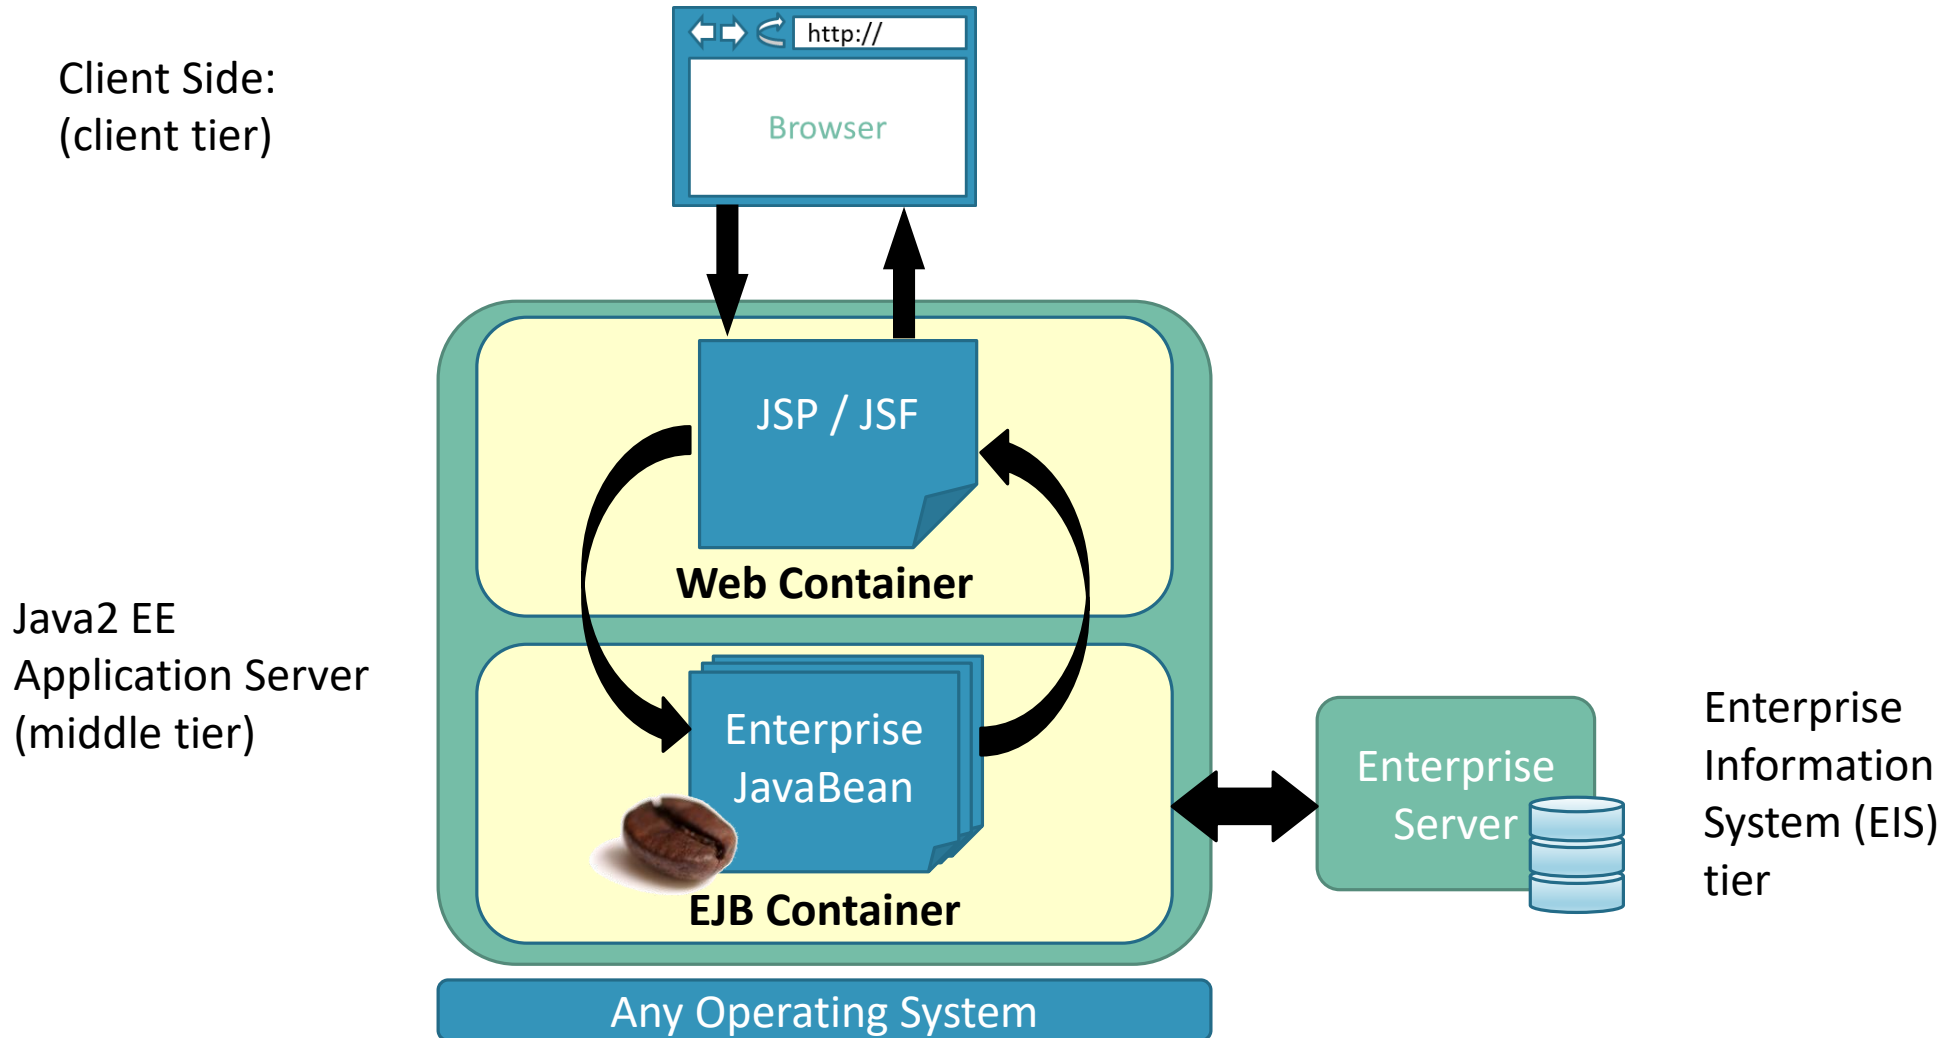 http://
Client Side:
(client tier)
Browser
JSP / JSF
Web Container
Java2 EE
Application Server
(middle tier)
Enterprise
JavaBean
EJB Container
Enterprise
Server
Enterprise
Information
System (EIS)
tier
Any Operating System